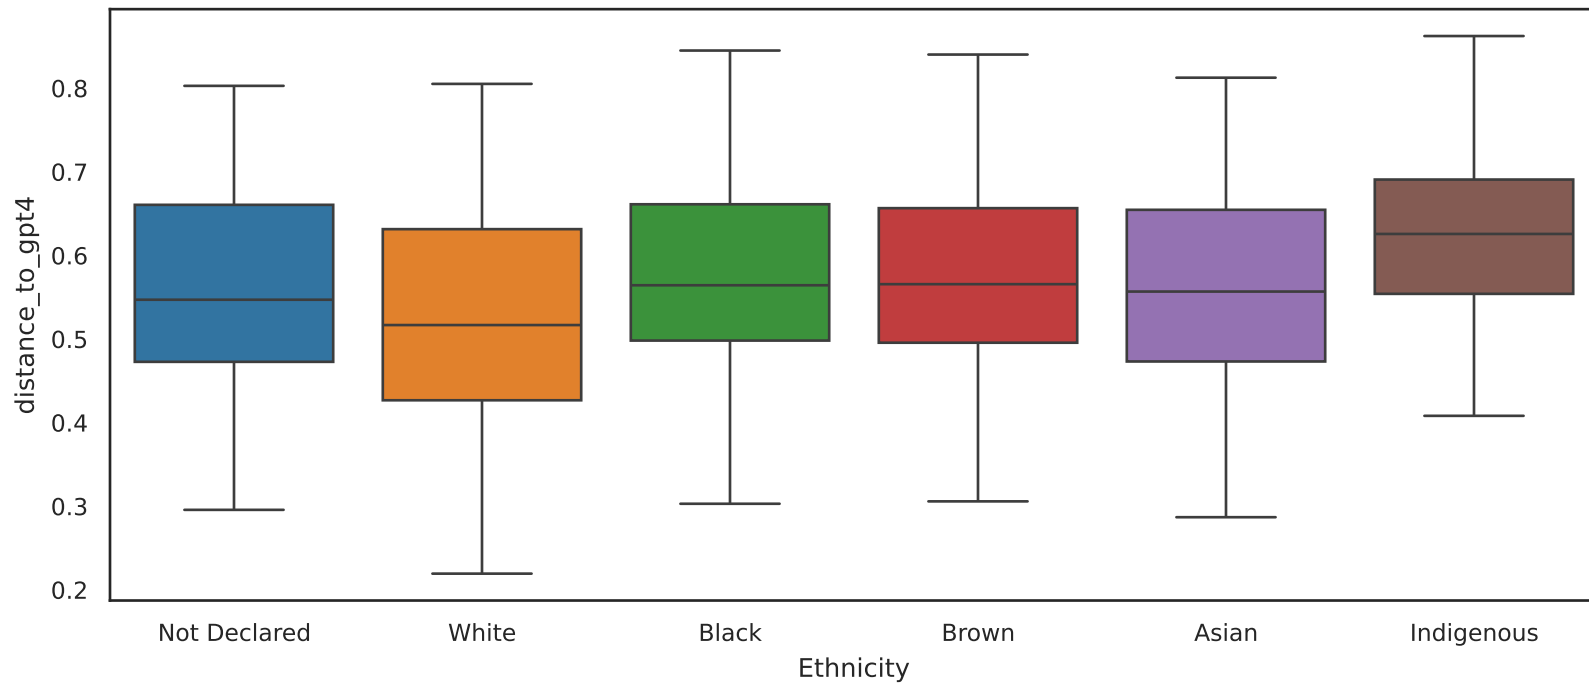 distance_to_gpt4
0.8
0.7
0.6
0.5
0.4
0.3
0.2
Not Declared
White
Black
Brown
Asian
Indigenous
Ethnicity